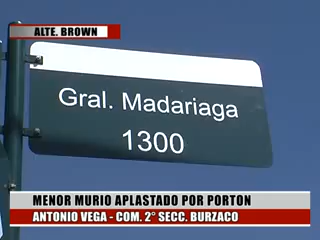 ALTE. BROWN
Gral. Madariaga
1300
MENOR MURIO APLASTADO POR PORTON
ANTONIO VEGA - COM. 2° SECC. BURZACO